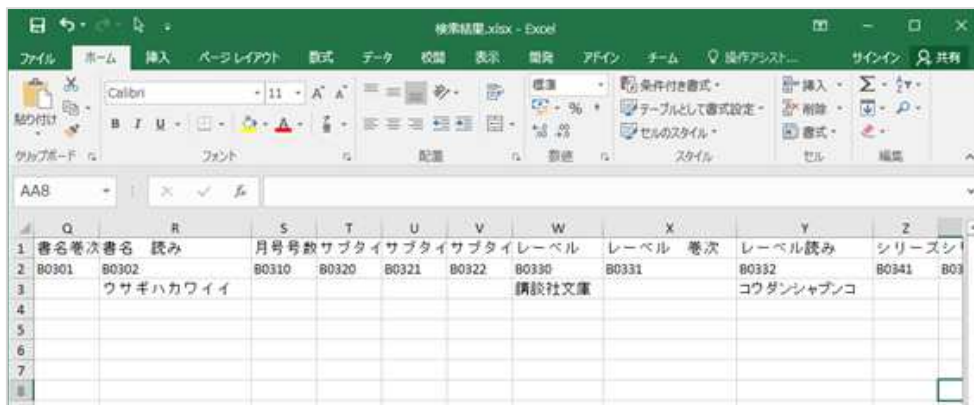 検索結果.xlsx - Excel
ファイル ホーム 挿入 ページレイアウト 数式 データ 校閲 表示 開発 アドイン チーム 操作アシスト... サインイン 共有
貼り付け Calibri 11 A A 標準 条件付き書式 挿入 Σ
B I U A % テーブルとして書式設定 削除
セルのスタイル 書式
クリップボード フォント 配置 数値 スタイル セル 編集
AA8 fx
Q R S T U V W X Y Z
1 書名巻次 書名 読み 月号号数 サブタイ サブタイ サブタイ レーベル レーベル 巻次 レーベル読み シリーズ シリ
2 B0301 B0302 B0310 B0320 B0321 B0322 B0330 B0331 B0332 B0341 B03
3 ウサギハカワイイ 講談社文庫 コウダンシャブンコ
4
5
6
7
8